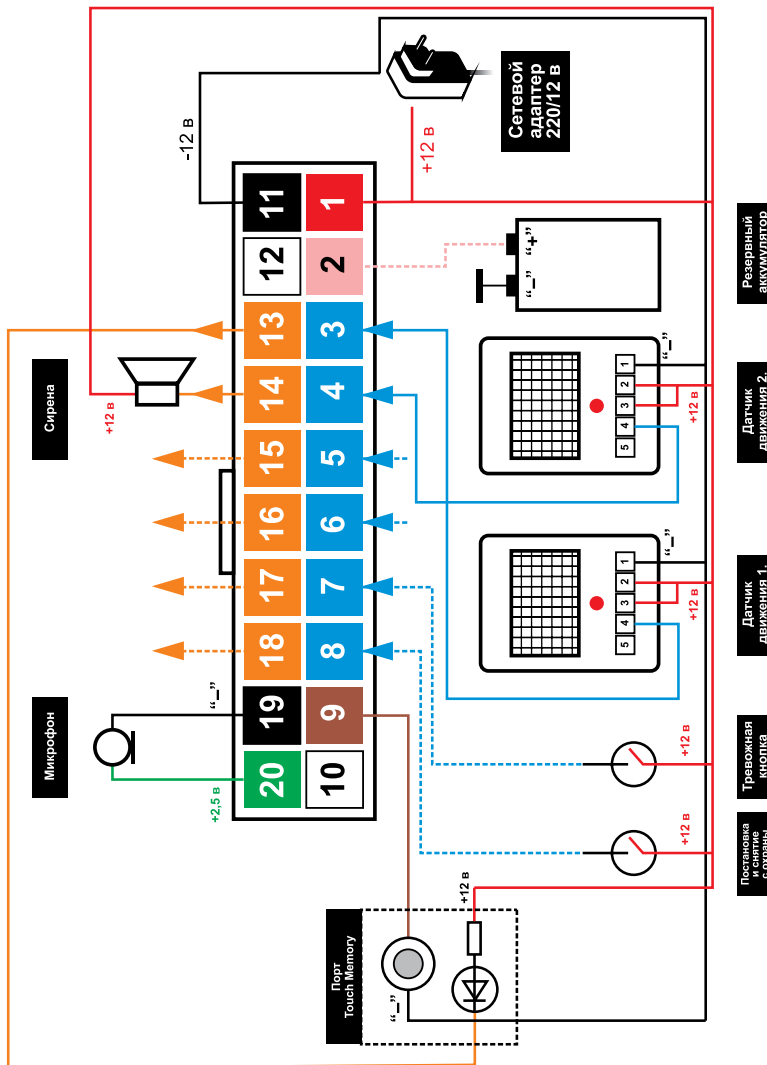 Сетевой
адаптер
220/12 в
-12 в
+12 в
Резервный
аккумулятор
“+”
“–”
Датчик
движения 2.
“–”
+12 в
1
2
3
4
5
Датчик
движения 1.
“–”
+12 в
1
2
3
4
5
Тревожная
кнопка
+12 в
Постановка
и снятие
с охраны
+12 в
Сирена
+12 в
Микрофон
“–”
+2,5 в
Порт
Touch Memory
“–”
+12 в
20 19 18 17 16 15 14 13 12 11
10 9 8 7 6 5 4 3 2 1